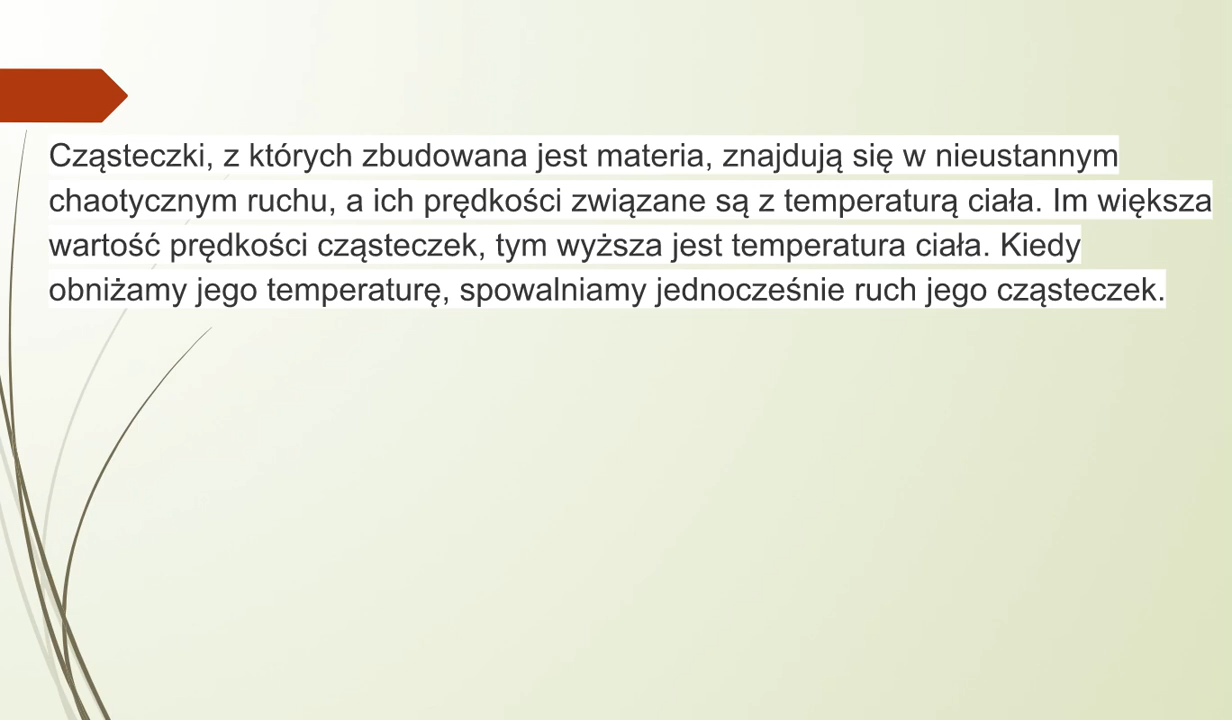 Cząsteczki, z których zbudowana jest materia, znajdują się w nieustannym
chaotycznym ruchu, a ich prędkości związane są z temperaturą ciała. Im większa
wartość prędkości cząsteczek, tym wyższa jest temperatura ciała. Kiedy
obniżamy jego temperaturę, spowalniamy jednocześnie ruch jego cząsteczek.